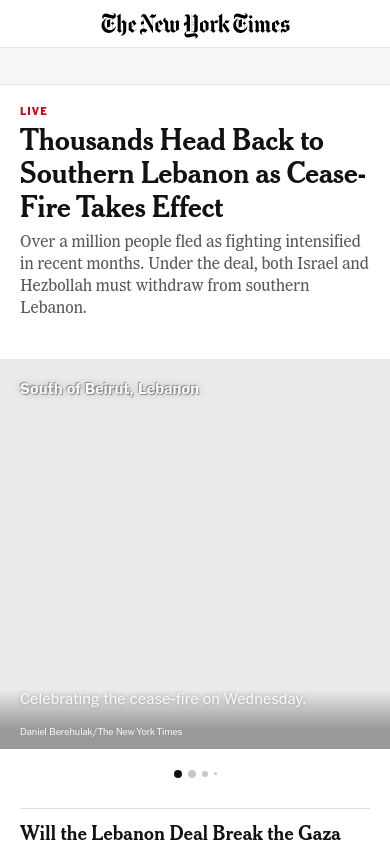 The New York Times
LIVE
Thousands Head Back to
Southern Lebanon as Cease-
Fire Takes Effect
Over a million people fled as fighting intensified
in recent months. Under the deal, both Israel and
Hezbollah must withdraw from southern
Lebanon.
South of Beirut, Lebanon
Celebrating the cease-fire on Wednesday.
Daniel Berehulak/The New York Times
Will the Lebanon Deal Break the Gaza